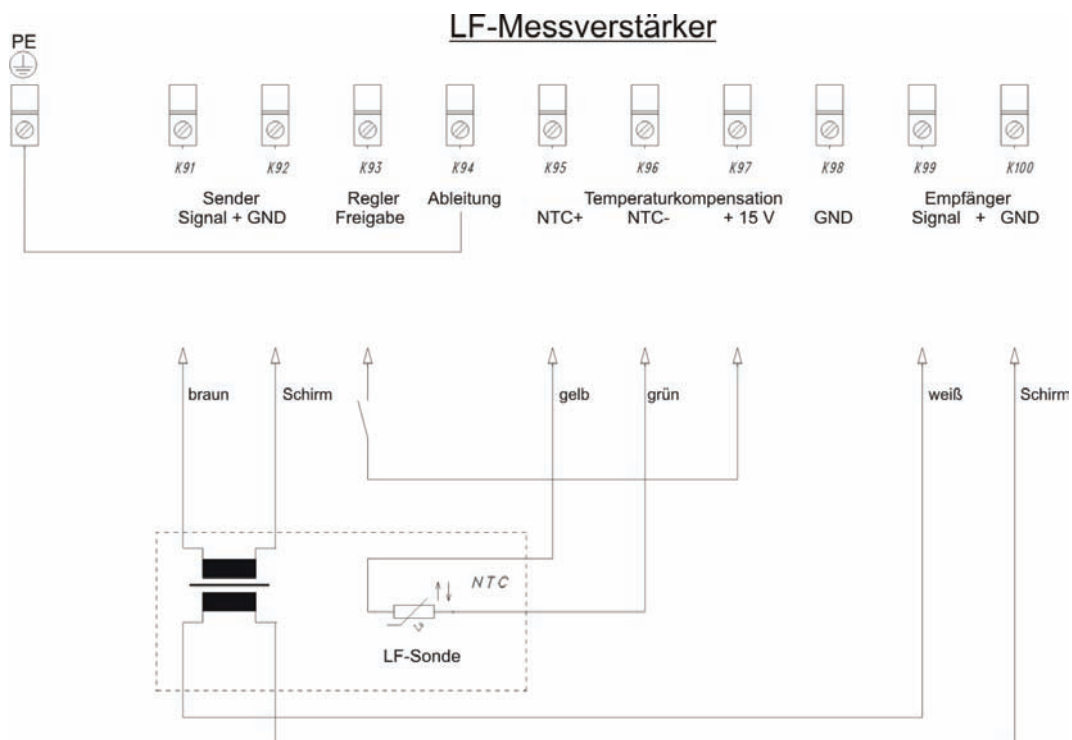 LF-Messverstärker
PE
K91 K92 K93 K94 K95 K96 K97 K98 K99 K100
Sender Regler Ableitung Temperaturkompensation Empfänger
Signal + GND Freigabe NTC+ NTC- + 15 V GND Signal + GND
braun Schirm gelb grün weiß Schirm
NTC
LF-Sonde